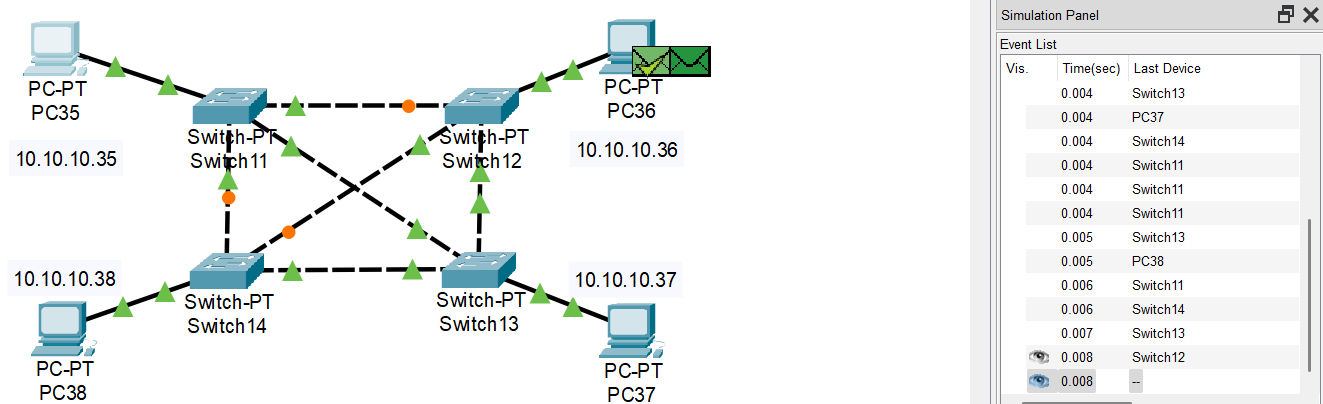 PC-PT
PC35
10.10.10.35
Switch-PT
Switch11
PC-PT
PC36
10.10.10.36
Switch-PT
Switch12
10.10.10.38
PC-PT
PC38
Switch-PT
Switch14
10.10.10.37
Switch-PT
Switch13
PC-PT
PC37
Simulation Panel
Event List
Vis. Time(sec) Last Device
0.004 Switch13
0.004 PC37
0.004 Switch14
0.004 Switch11
0.004 Switch11
0.004 Switch11
0.005 Switch13
0.005 PC38
0.006 Switch11
0.006 Switch14
0.007 Switch13
0.008 Switch12
0.008 --